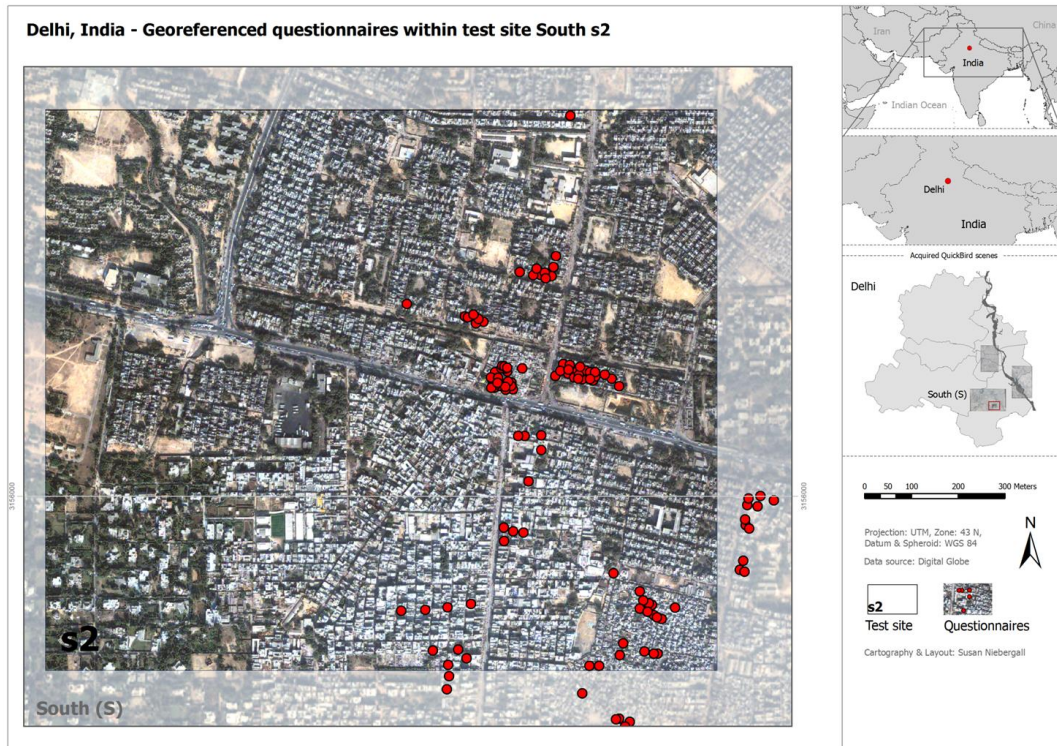 Delhi, India - Georeferenced questionnaires within test site South s2
3156000
3156000
s2
South (S)
Iran
China
India
Indian Ocean
Delhi
India
Acquired QuickBird scenes
Delhi
South (S)
0 50 100 200 300 Meters
Projection: UTM, Zone: 43 N,
Datum & Spheroid: WGS 84
Data source: Digital Globe
N
s2
Test site
Questionnaires
Cartography & Layout: Susan Niebergall